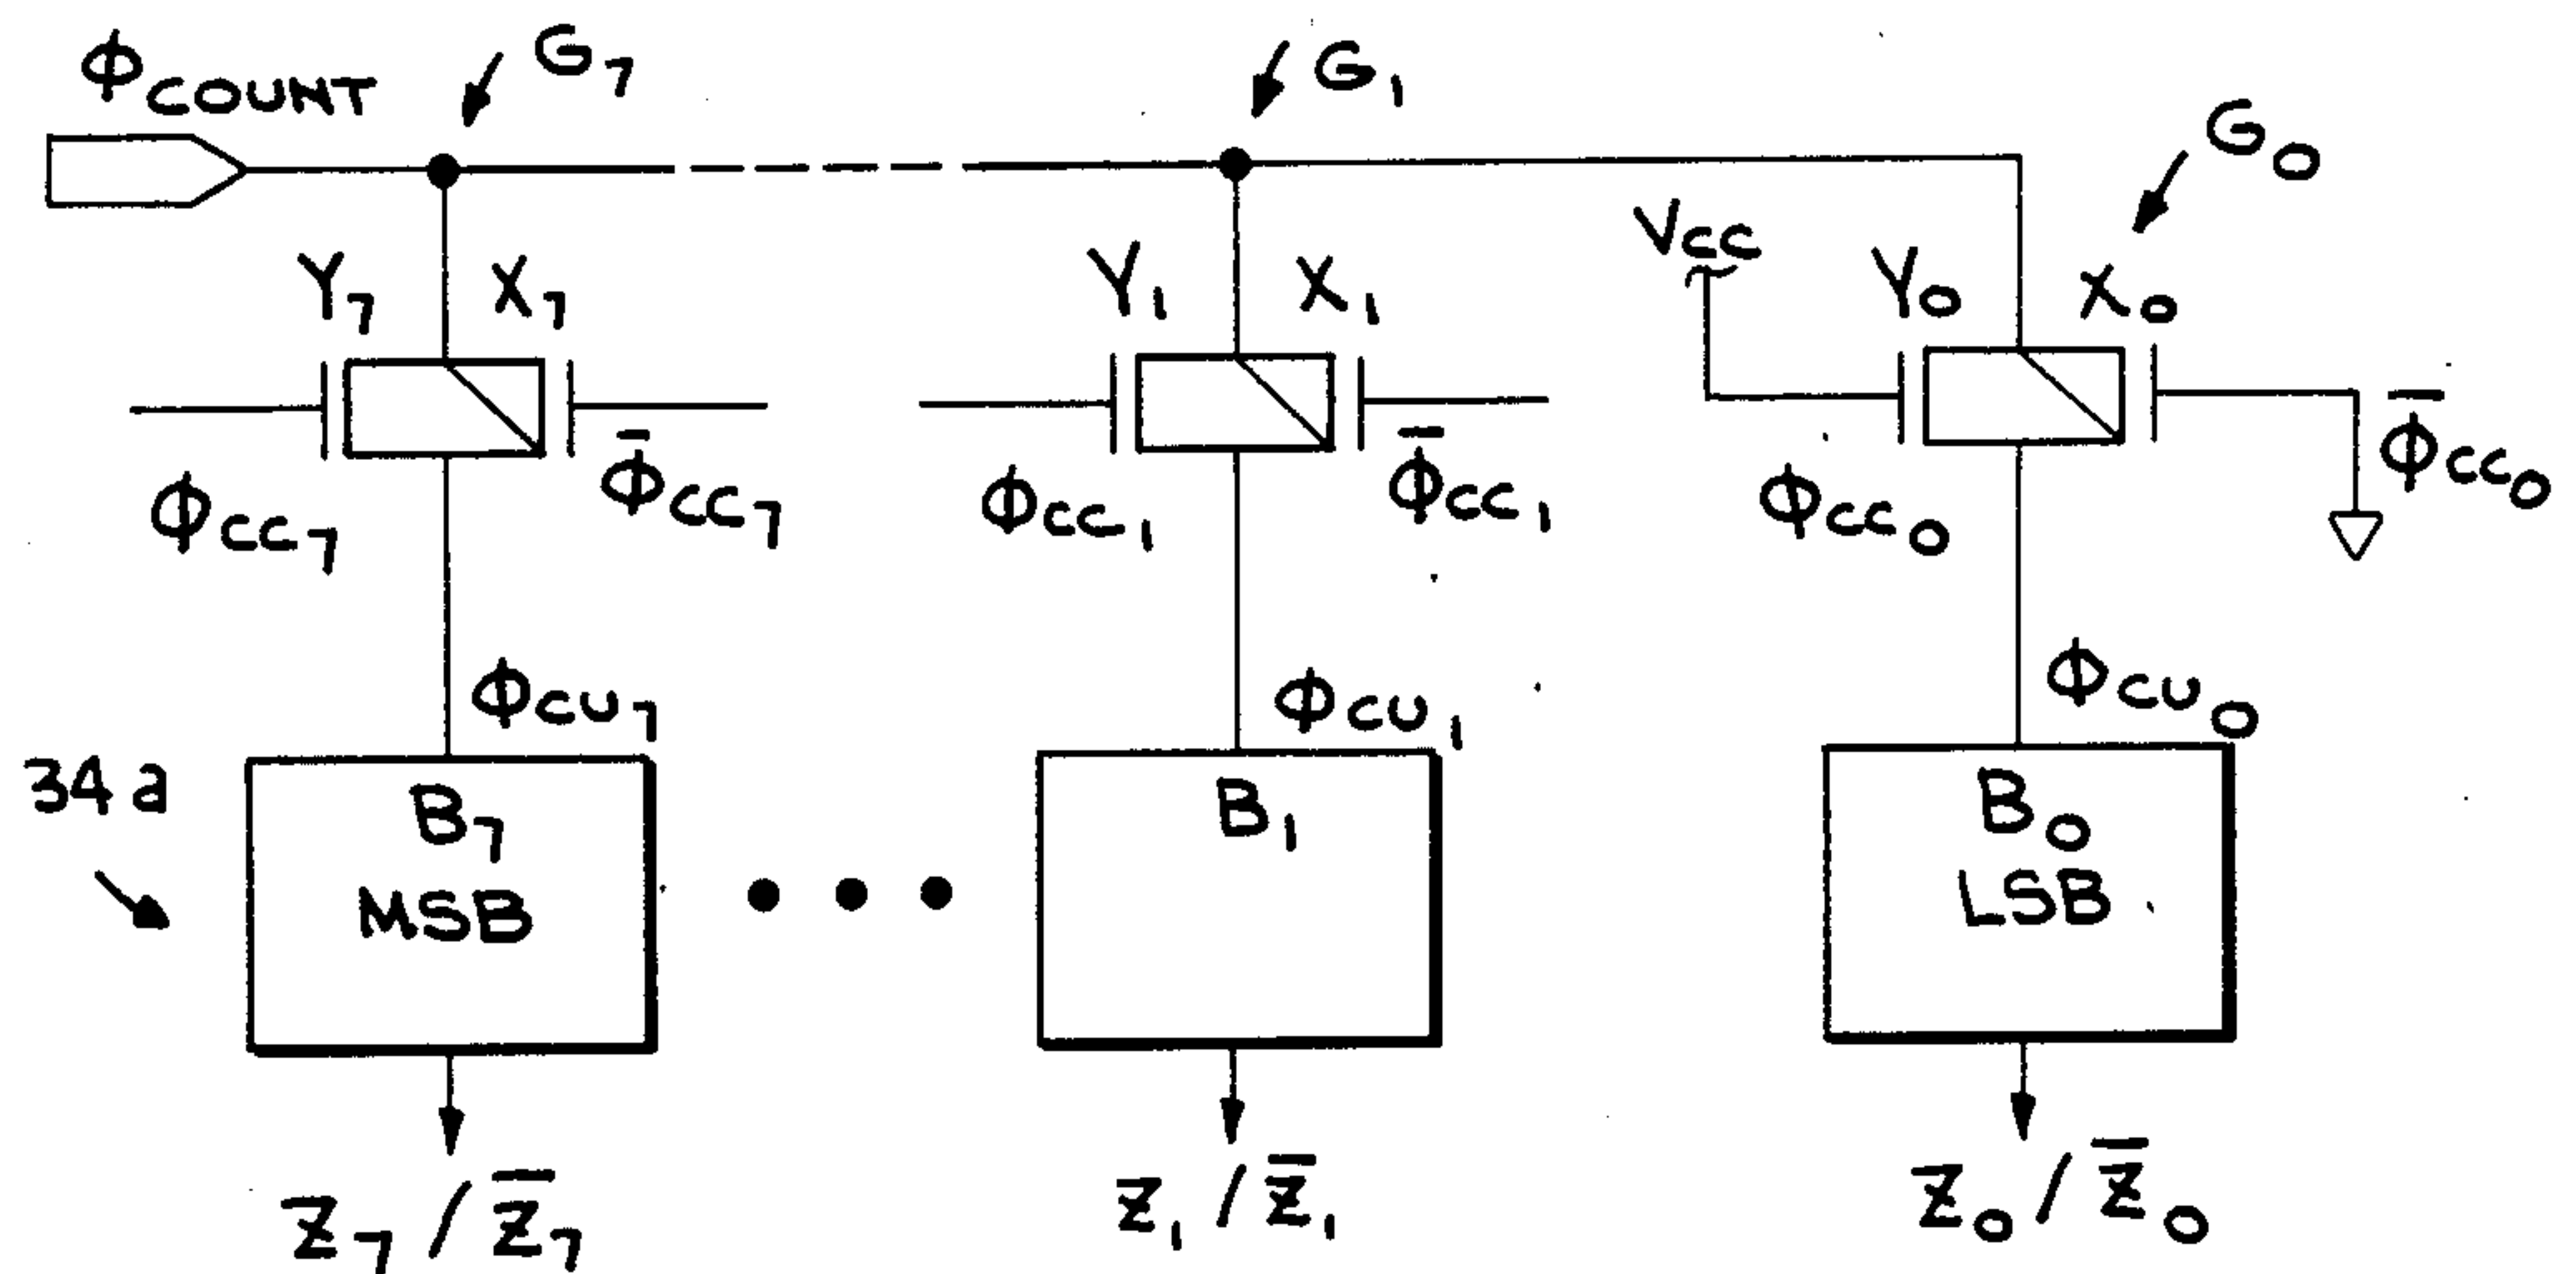 ϕCOUNT
G7
G1
G0
Y7 X7
Y1 X1
VCC
Y0 X0
ϕCC7
ϕ̅CC7
ϕCC1
ϕ̅CC1
ϕCC0
ϕ̅CC0
ϕCU7
ϕCU1
ϕCU0
34a
B7
MSB
B1
B0
LSB
Z7/Z̅7
Z1/Z̅1
Z0/Z̅0